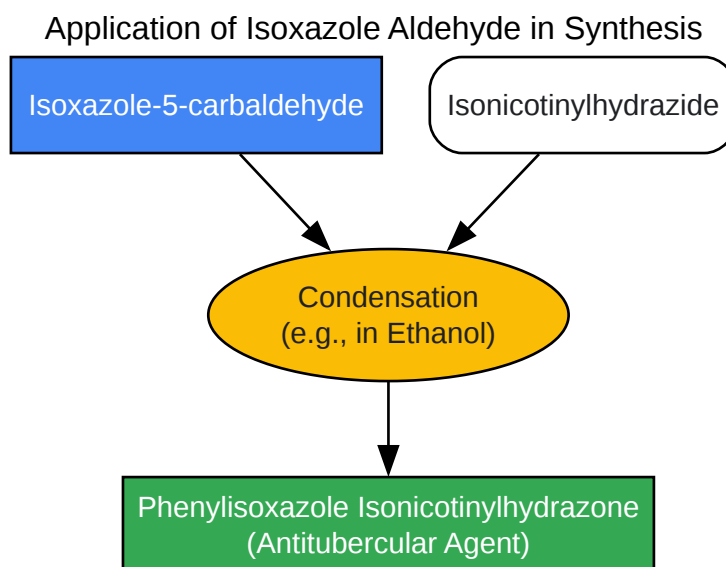 Application of Isoxazole Aldehyde in Synthesis
Isoxazole-5-carbaldehyde
Isonicotinylhydrazide
Condensation
(e.g., in Ethanol)
Phenylisoxazole Isonicotinylhydrazone
(Antitubercular Agent)